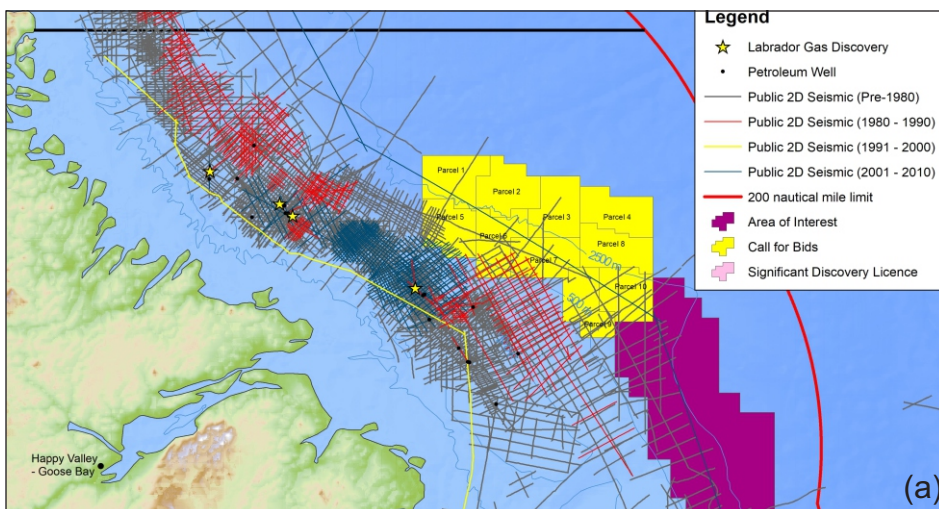 Legend
Labrador Gas Discovery
Petroleum Well
Public 2D Seismic (Pre-1980)
Public 2D Seismic (1980 - 1990)
Public 2D Seismic (1991 - 2000)
Public 2D Seismic (2001 - 2010)
200 nautical mile limit
Area of Interest
Call for Bids
Significant Discovery Licence
Parcel 1
Parcel 2
Parcel 3
Parcel 4
Parcel 5
Parcel 6
Parcel 7
Parcel 8
2500 m
Parcel 10
500 m
Parcel 9
Happy Valley
- Goose Bay
(a)